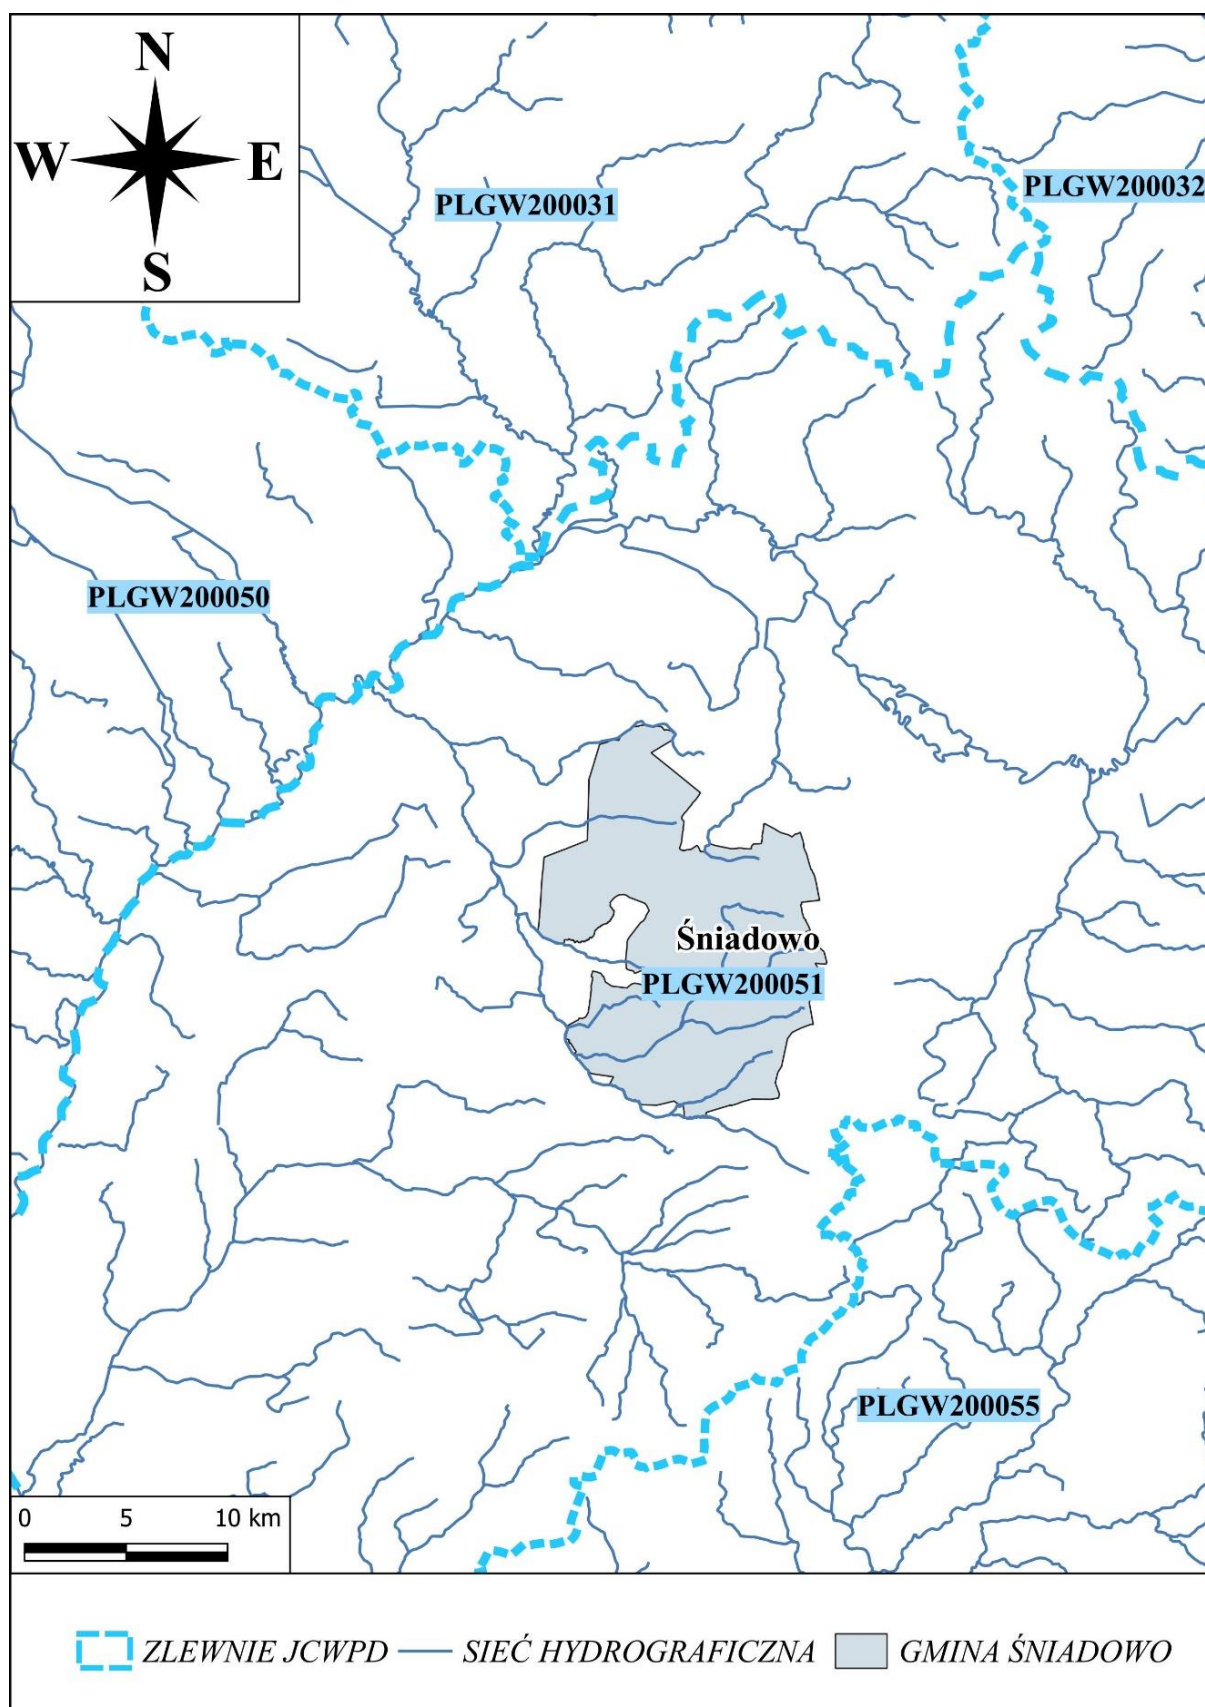 N
W E
S
PLGW200031
PLGW200032
PLGW200050
Śniadowo
PLGW200051
PLGW200055
0 5 10 km
ZLEWNIE JCWPD SIEĆ HYDROGRAFICZNA GMINA ŚNIADOWO